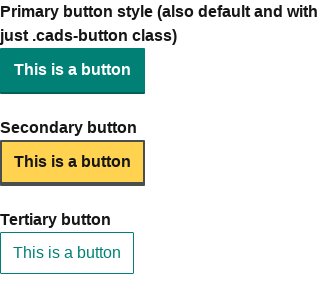 Primary button style (also default and with
just .cads-button class)
This is a button
Secondary button
This is a button
Tertiary button
This is a button